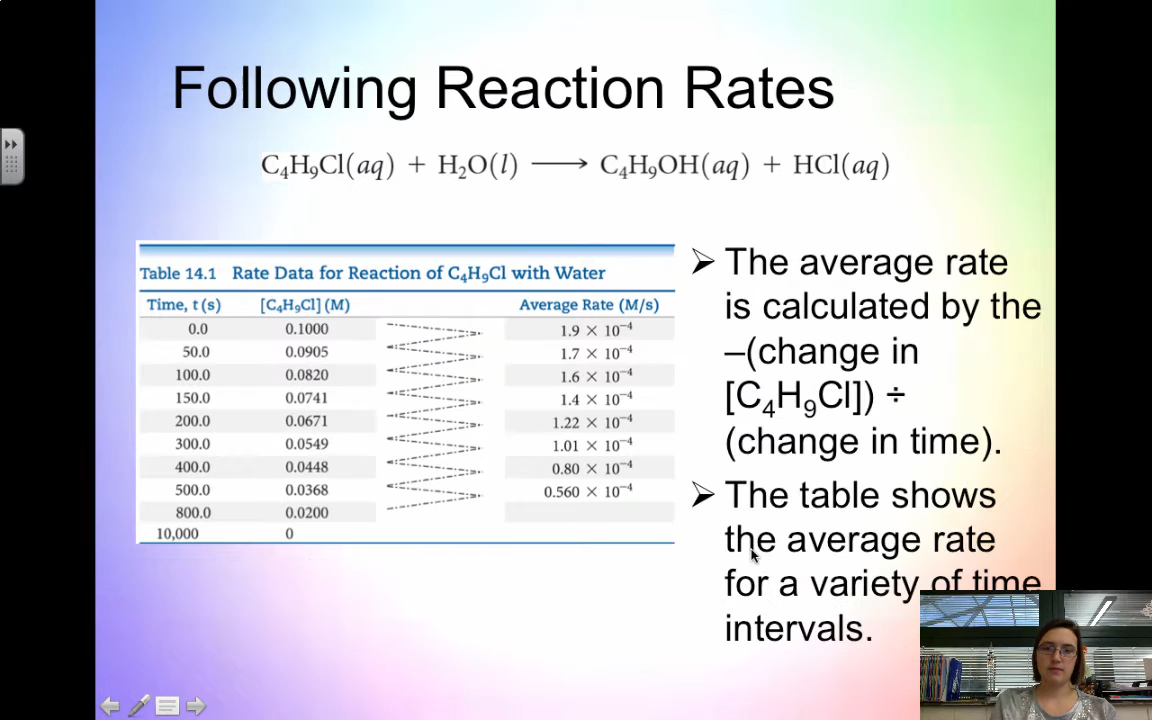 Following Reaction Rates
C₄H₉Cl(aq) + H₂O(l) ⟶ C₄H₉OH(aq) + HCl(aq)
Table 14.1 Rate Data for Reaction of C₄H₉Cl with Water
Time, t (s) [C₄H₉Cl] (M) Average Rate (M/s)
0.0 0.1000 1.9 × 10⁻⁴
50.0 0.0905 1.7 × 10⁻⁴
100.0 0.0820 1.6 × 10⁻⁴
150.0 0.0741 1.4 × 10⁻⁴
200.0 0.0671 1.22 × 10⁻⁴
300.0 0.0549 1.01 × 10⁻⁴
400.0 0.0448 0.80 × 10⁻⁴
500.0 0.0368 0.560 × 10⁻⁴
800.0 0.0200
10,000 0
➢ The average rate
is calculated by the
–(change in
[C₄H₉Cl]) ÷
(change in time).
➢ The table shows
the average rate
for a variety of time
intervals.